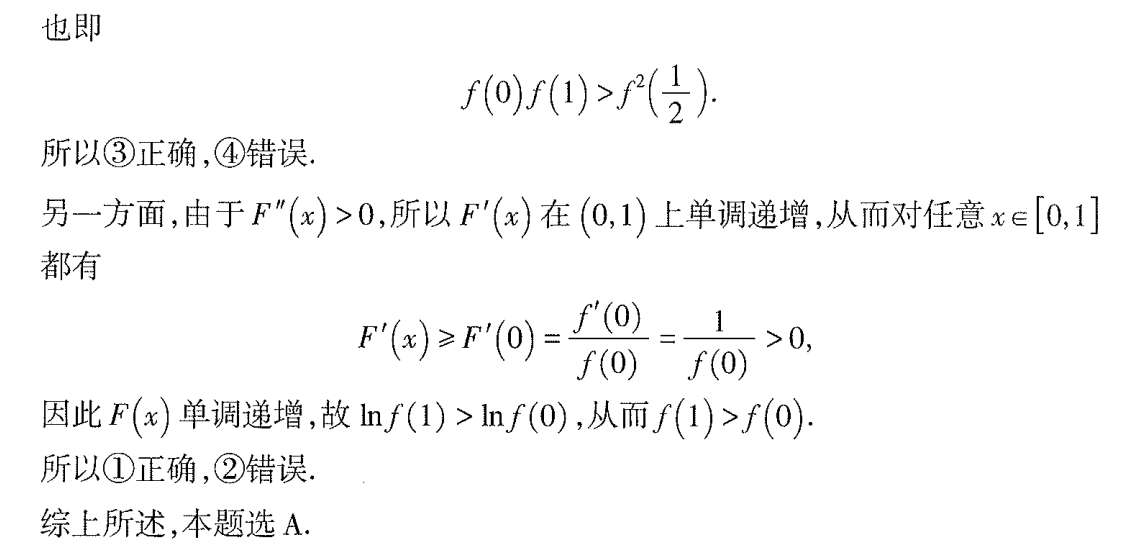 也即
f(0)f(1)>f²(1/2).
所以③正确,④错误.
另一方面,由于F″(x)>0,所以F′(x)在(0,1)上单调递增,从而对任意x∈[0,1]
都有
F′(x)≥F′(0)=f′(0)/f(0)=1/f(0)>0,
因此F(x)单调递增,故lnf(1)>lnf(0),从而f(1)>f(0).
所以①正确,②错误.
综上所述,本题选A.